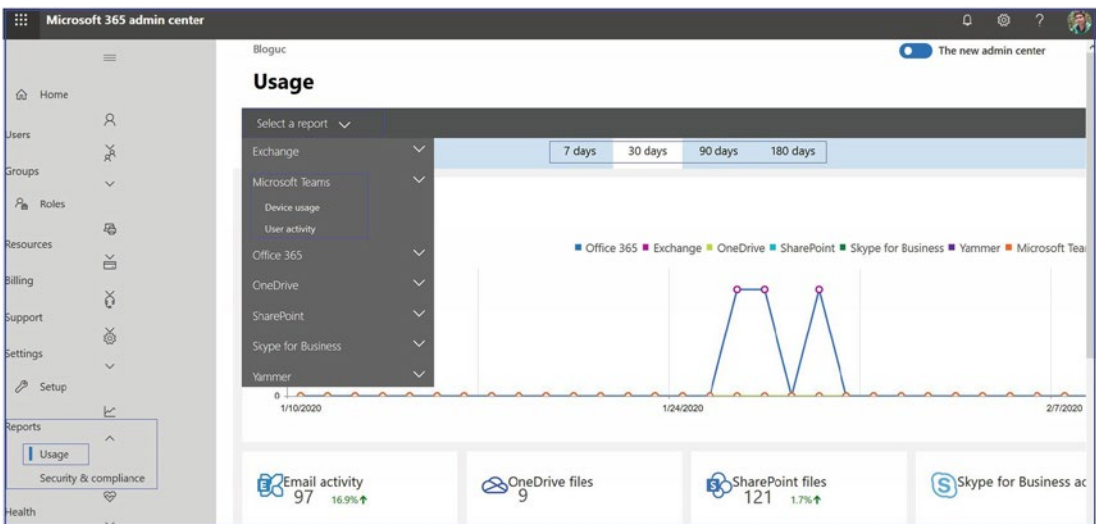 Microsoft 365 admin center
?
Home
Users
Groups
Roles
Resources
Billing
Support
Settings
Setup
Reports
Usage
Security & compliance
Health
Bloguc
The new admin center
Usage
Select a report
7 days 30 days 90 days 180 days
Exchange
Microsoft Teams
Device usage
User activity
Office 365
OneDrive
SharePoint
Skype for Business
Yammer
Office 365 Exchange OneDrive SharePoint Skype for Business Yammer Microsoft Tea
0
1/10/2020 1/24/2020 2/7/2020
Email activity
97 16.9%↑
OneDrive files
9
SharePoint files
121 1.7%↑
Skype for Business ac